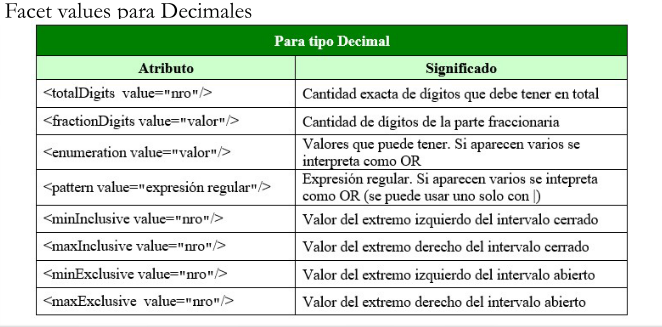 Facet values para Decimales
Para tipo Decimal
Atributo Significado
<totalDigits value="nro"/> Cantidad exacta de dígitos que debe tener en total
<fractionDigits value="valor"/> Cantidad de dígitos de la parte fraccionaria
<enumeration value="valor"/> Valores que puede tener. Si aparecen varios se
interpreta como OR
<pattern value="expresión regular"/> Expresión regular. Si aparecen varios se intepreta
como OR (se puede usar uno solo con |)
<minInclusive value="nro"/> Valor del extremo izquierdo del intervalo cerrado
<maxInclusive value="nro"/> Valor del extremo derecho del intervalo cerrado
<minExclusive value="nro"/> Valor del extremo izquierdo del intervalo abierto
<maxExclusive value="nro"/> Valor del extremo derecho del intervalo abierto